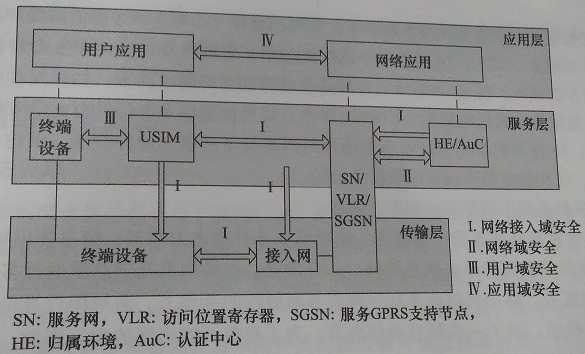 应用层
用户应用
Ⅳ
网络应用
服务层
终端
设备
Ⅲ
USIM
Ⅰ
Ⅰ
HE/AuC
Ⅱ
SN/
VLR/
SGSN
Ⅰ
Ⅰ
传输层
终端设备
Ⅰ
接入网
Ⅰ.网络接入域安全
Ⅱ.网络域安全
Ⅲ.用户域安全
Ⅳ.应用域安全
SN: 服务网，VLR: 访问位置寄存器，SGSN: 服务GPRS支持节点，
HE: 归属环境，AuC: 认证中心